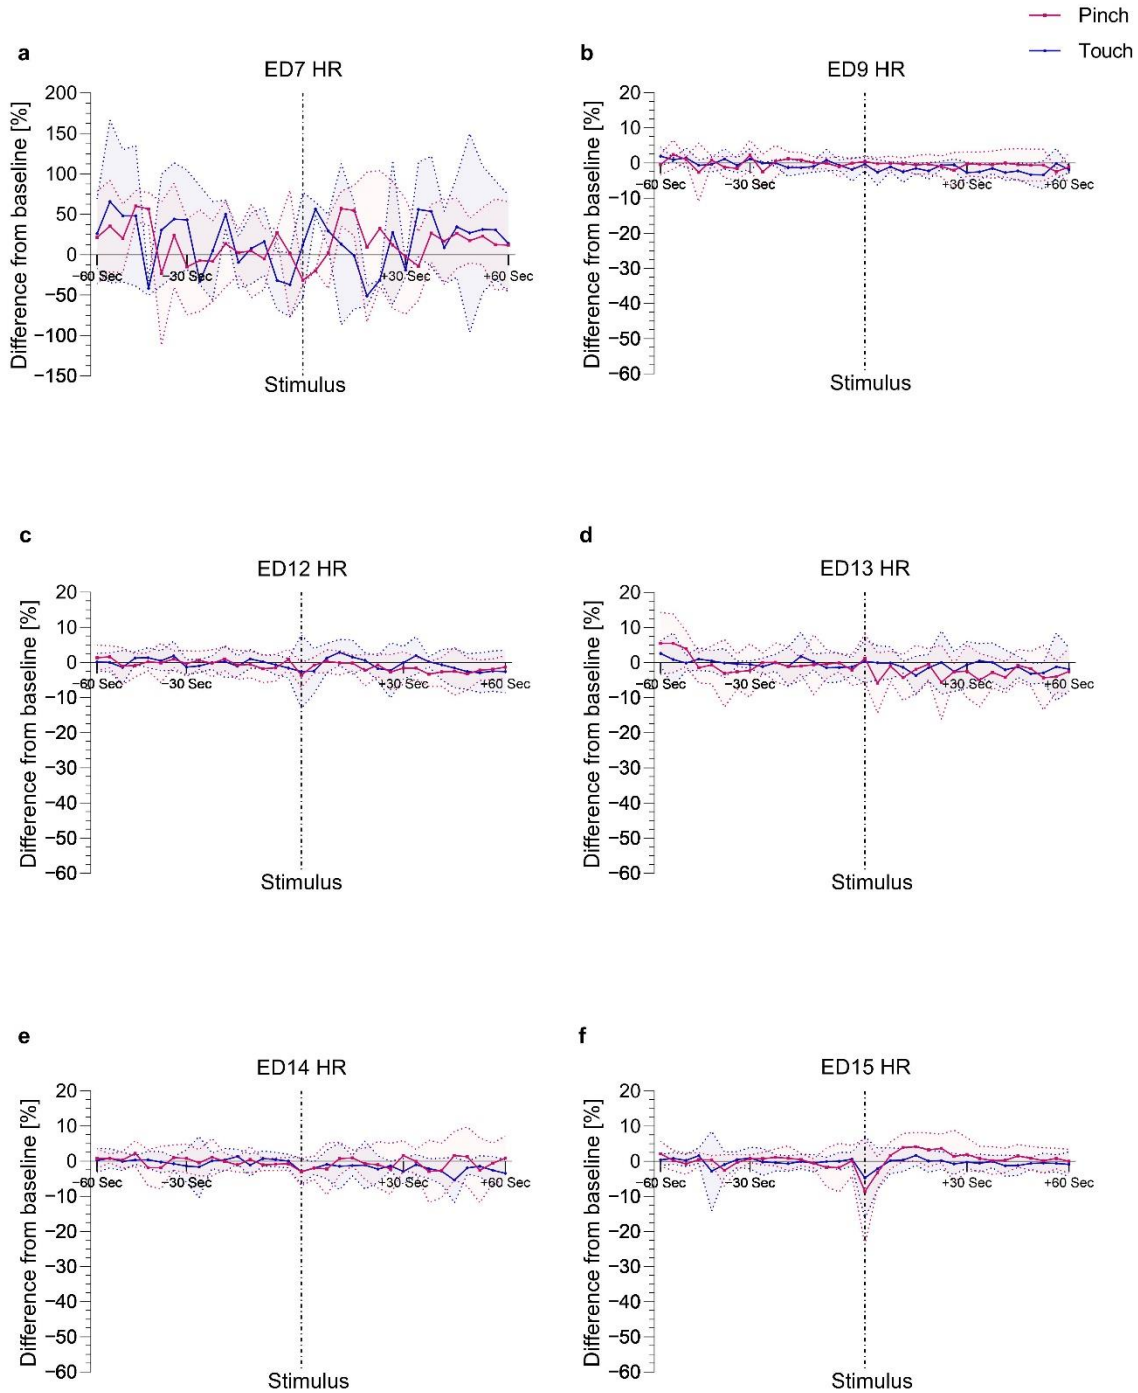 Pinch
Touch
a
ED7 HR
Difference from baseline [%]
200
150
100
50
0
−50
−100
−150
−60 Sec
−30 Sec
+30 Sec
+60 Sec
Stimulus
b
ED9 HR
Difference from baseline [%]
20
10
0
−10
−20
−30
−40
−50
−60
−60 Sec
−30 Sec
+30 Sec
+60 Sec
Stimulus
c
ED12 HR
Difference from baseline [%]
20
10
0
−10
−20
−30
−40
−50
−60
−60 Sec
−30 Sec
+30 Sec
+60 Sec
Stimulus
d
ED13 HR
Difference from baseline [%]
20
10
0
−10
−20
−30
−40
−50
−60
−60 Sec
−30 Sec
+30 Sec
+60 Sec
Stimulus
e
ED14 HR
Difference from baseline [%]
20
10
0
−10
−20
−30
−40
−50
−60
−60 Sec
−30 Sec
+30 Sec
+60 Sec
Stimulus
f
ED15 HR
Difference from baseline [%]
20
10
0
−10
−20
−30
−40
−50
−60
−60 Sec
−30 Sec
+30 Sec
+60 Sec
Stimulus